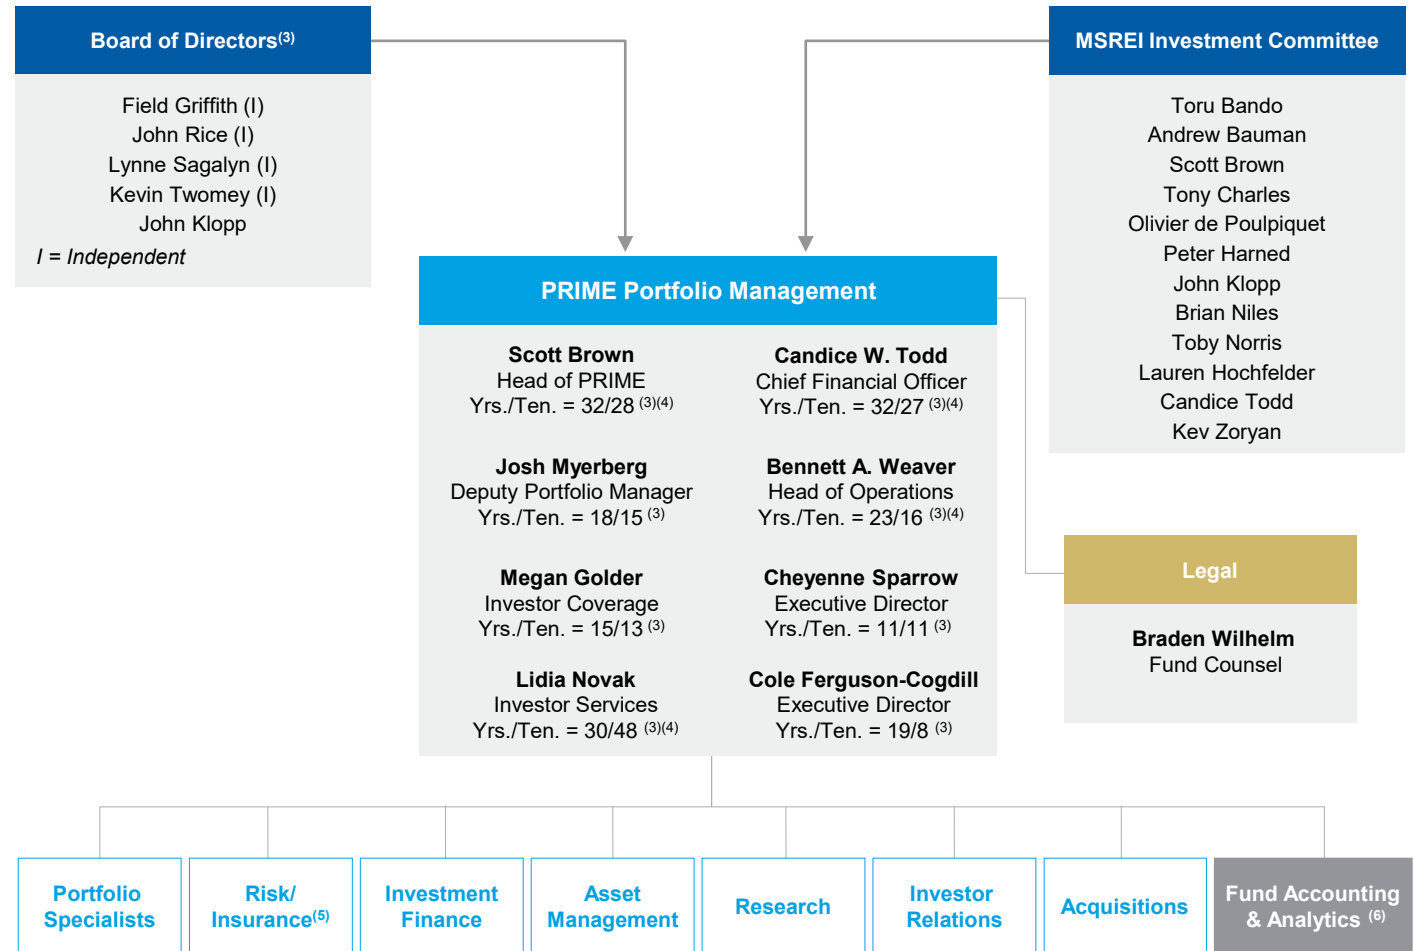 Board of Directors(3)
Field Griffith (I)
John Rice (I)
Lynne Sagalyn (I)
Kevin Twomey (I)
John Klopp
I = Independent
MSREI Investment Committee
Toru Bando
Andrew Bauman
Scott Brown
Tony Charles
Olivier de Poulpiquet
Peter Harned
John Klopp
Brian Niles
Toby Norris
Lauren Hochfelder
Candice Todd
Kev Zoryan
PRIME Portfolio Management
Scott Brown
Head of PRIME
Yrs./Ten. = 32/28 (3)(4)
Candice W. Todd
Chief Financial Officer
Yrs./Ten. = 32/27 (3)(4)
Josh Myerberg
Deputy Portfolio Manager
Yrs./Ten. = 18/15 (3)
Bennett A. Weaver
Head of Operations
Yrs./Ten. = 23/16 (3)(4)
Megan Golder
Investor Coverage
Yrs./Ten. = 15/13 (3)
Cheyenne Sparrow
Executive Director
Yrs./Ten. = 11/11 (3)
Lidia Novak
Investor Services
Yrs./Ten. = 30/48 (3)(4)
Cole Ferguson-Cogdill
Executive Director
Yrs./Ten. = 19/8 (3)
Legal
Braden Wilhelm
Fund Counsel
Portfolio
Specialists
Risk/
Insurance(5)
Investment
Finance
Asset
Management
Research
Investor
Relations
Acquisitions
Fund Accounting
& Analytics (6)